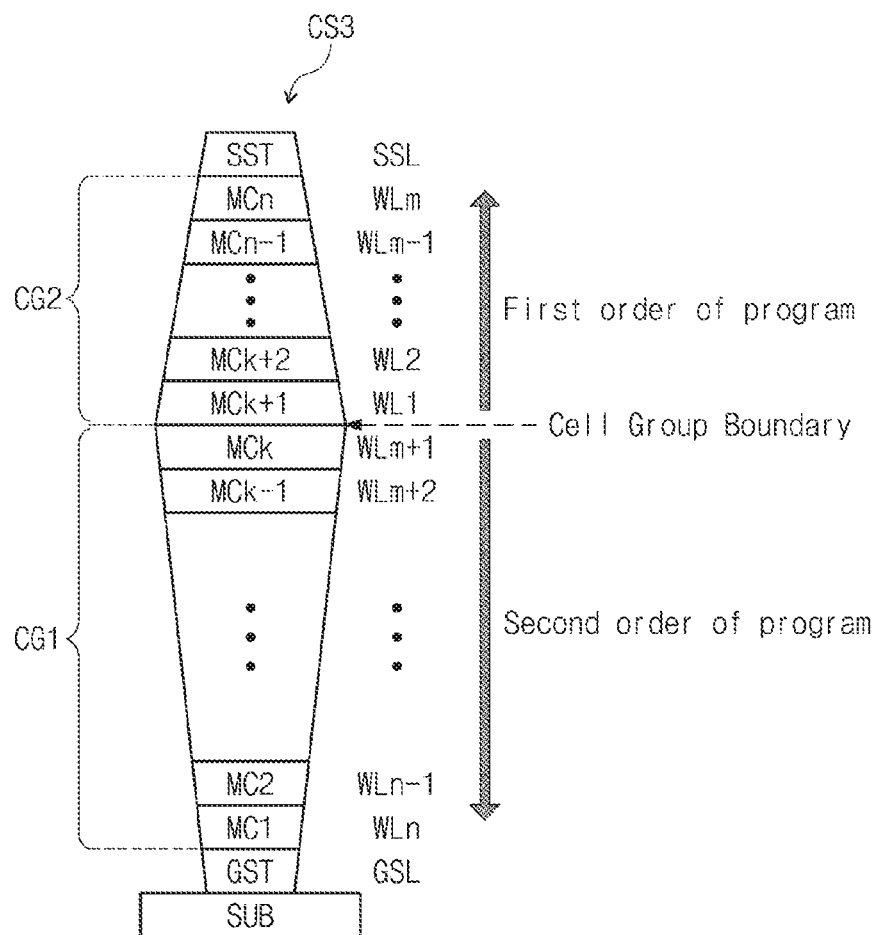 CS3
SST SSL
MCn WLm
MCn-1 WLm-1
CG2
First order of program
MCk+2 WL2
MCk+1 WL1
Cell Group Boundary
MCk WLm+1
MCk-1 WLm+2
CG1
Second order of program
MC2 WLn-1
MC1 WLn
GST GSL
SUB